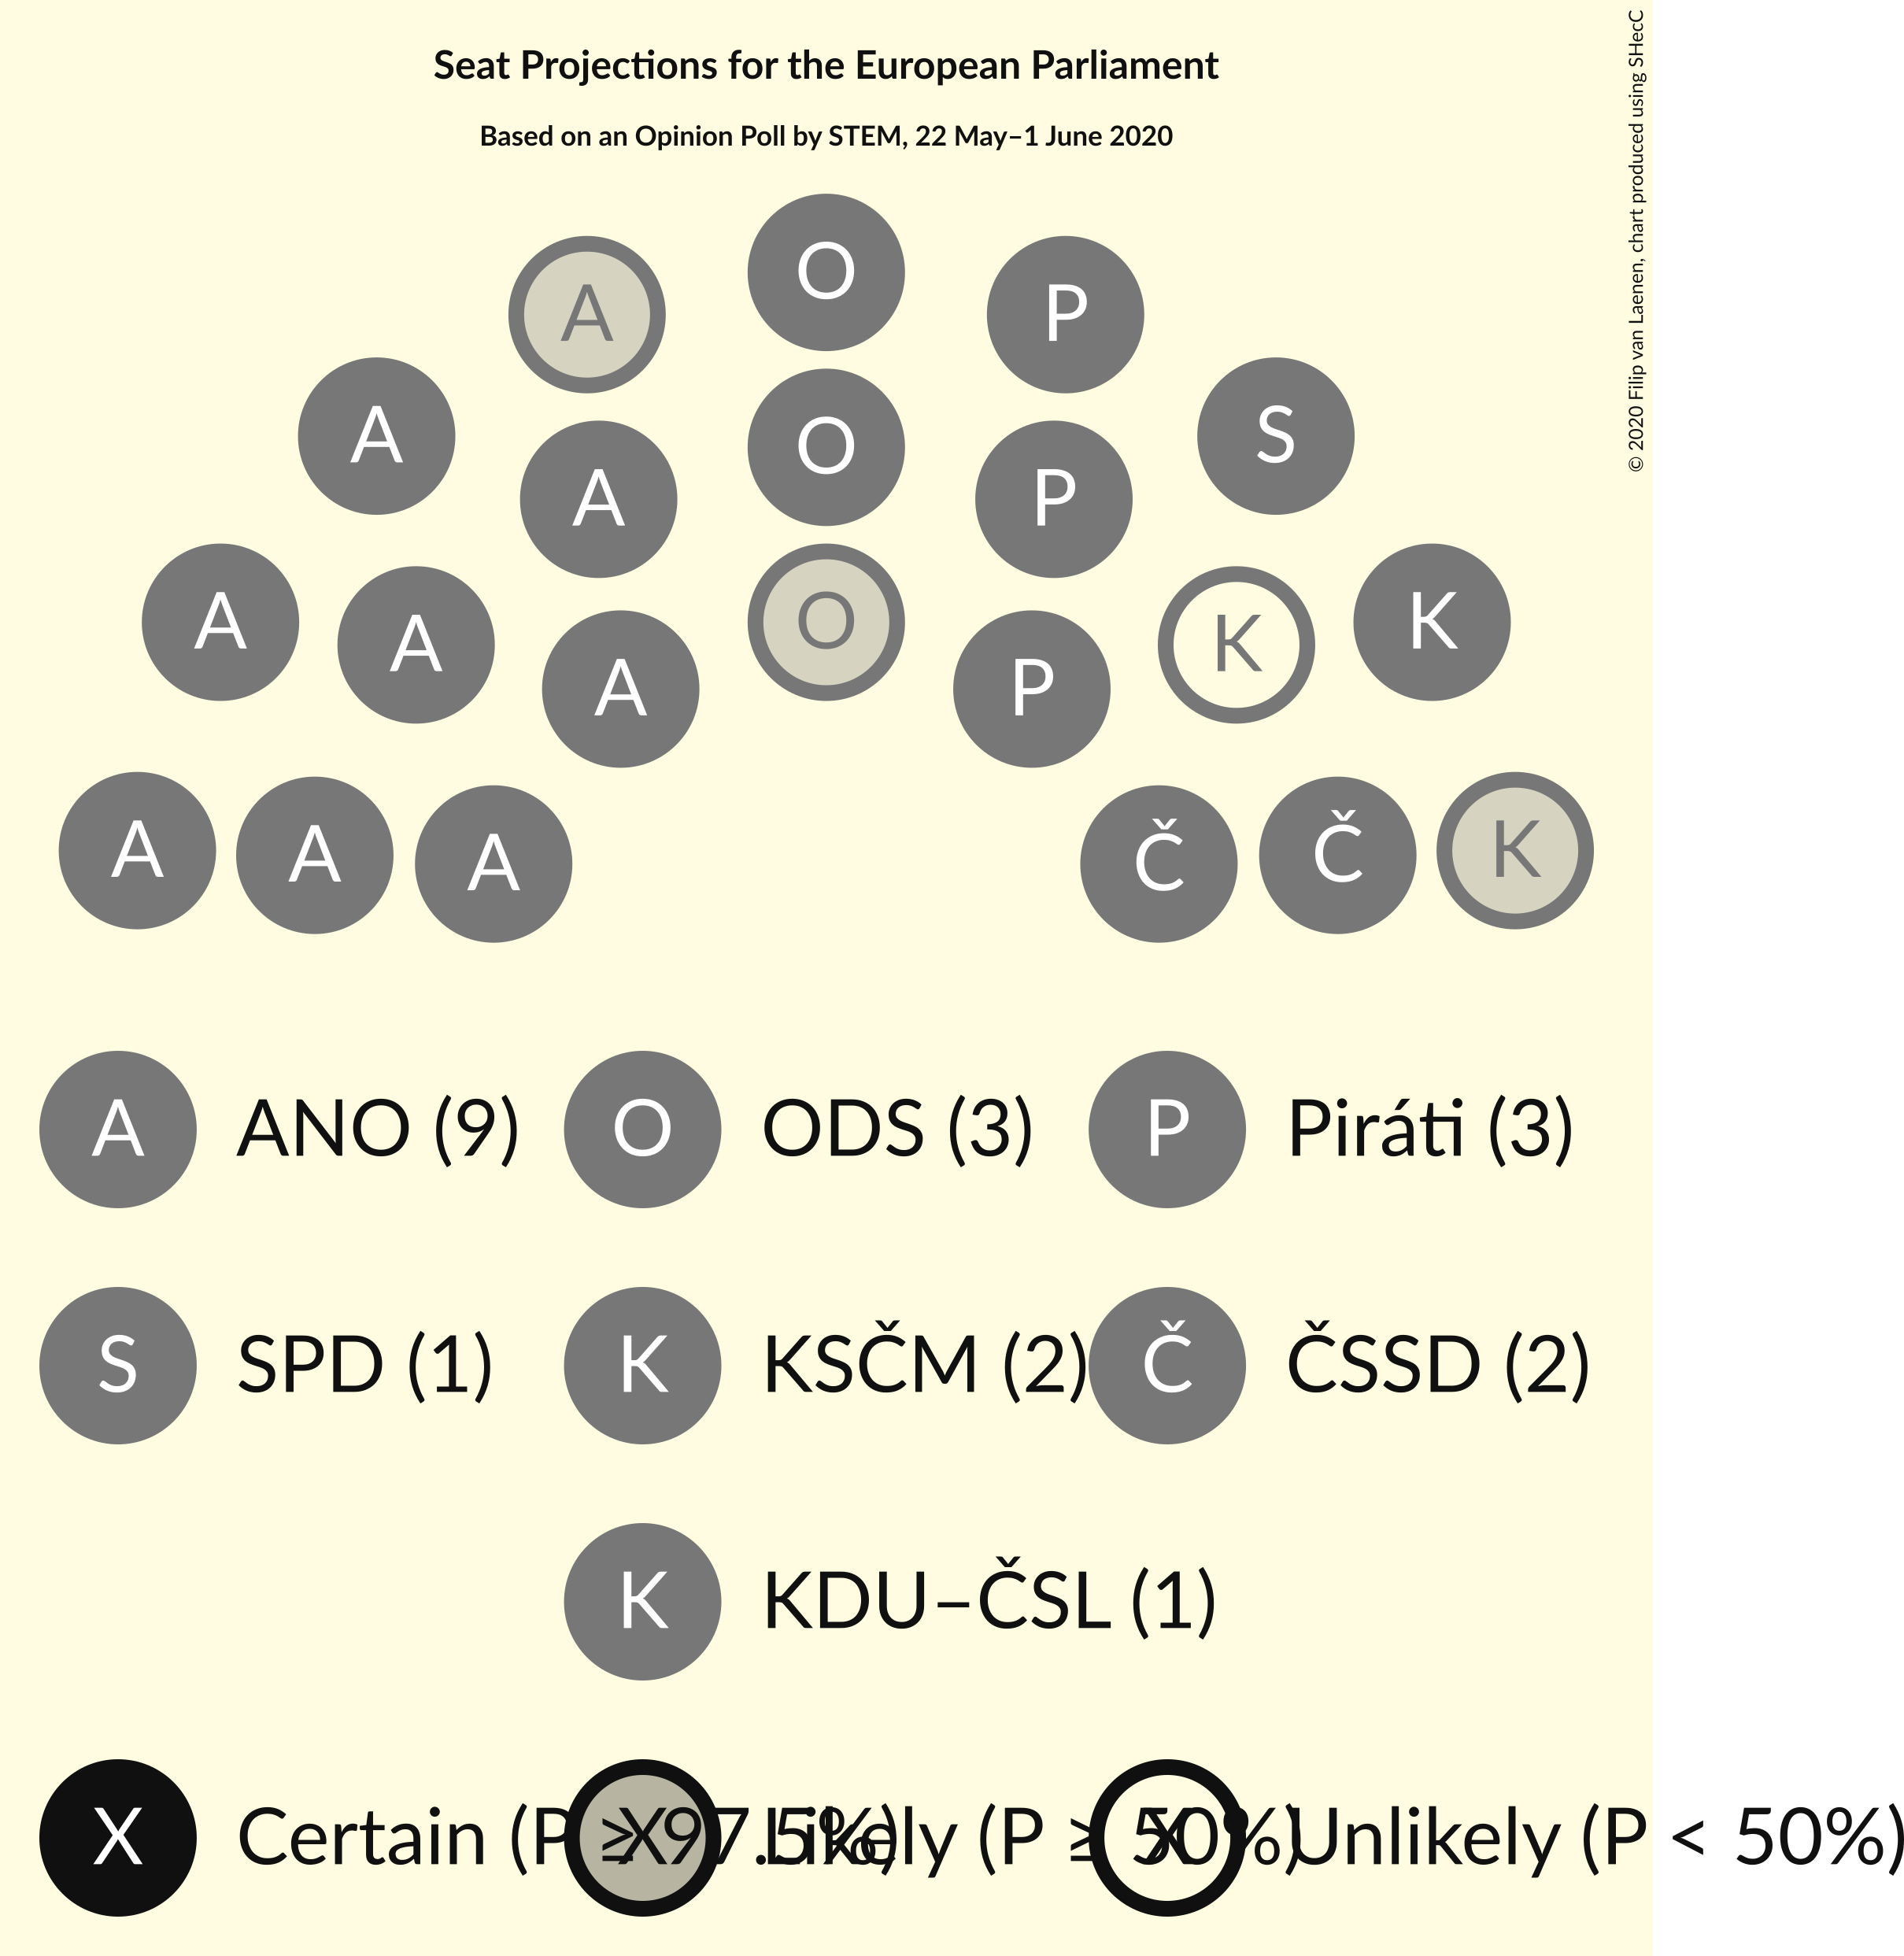 Seat Projections for the European Parliament
Based on an Opinion Poll by STEM, 22 May–1 June 2020
© 2020 Filip van Laenen, chart produced using SHecC
O
A P
A O S
A P
A O K
A K
A P
A A A Č Č K
A ANO (9) O ODS (3) P Piráti (3)
S SPD (1) K KSČM (2) Č ČSSD (2)
K KDU–ČSL (1)
X Certain (P ≥ 97.5%) X Likely (P ≥ 50%) X Unlikely (P < 50%)